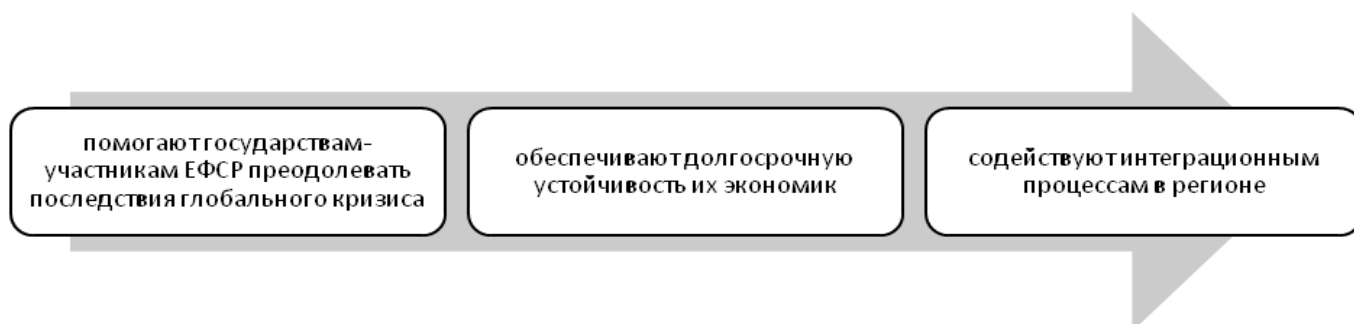 помогают государствам-
участникам ЕФСР преодолевать
последствия глобального кризиса
обеспечивают долгосрочную
устойчивость их экономик
содействуют интеграционным
процессам в регионе